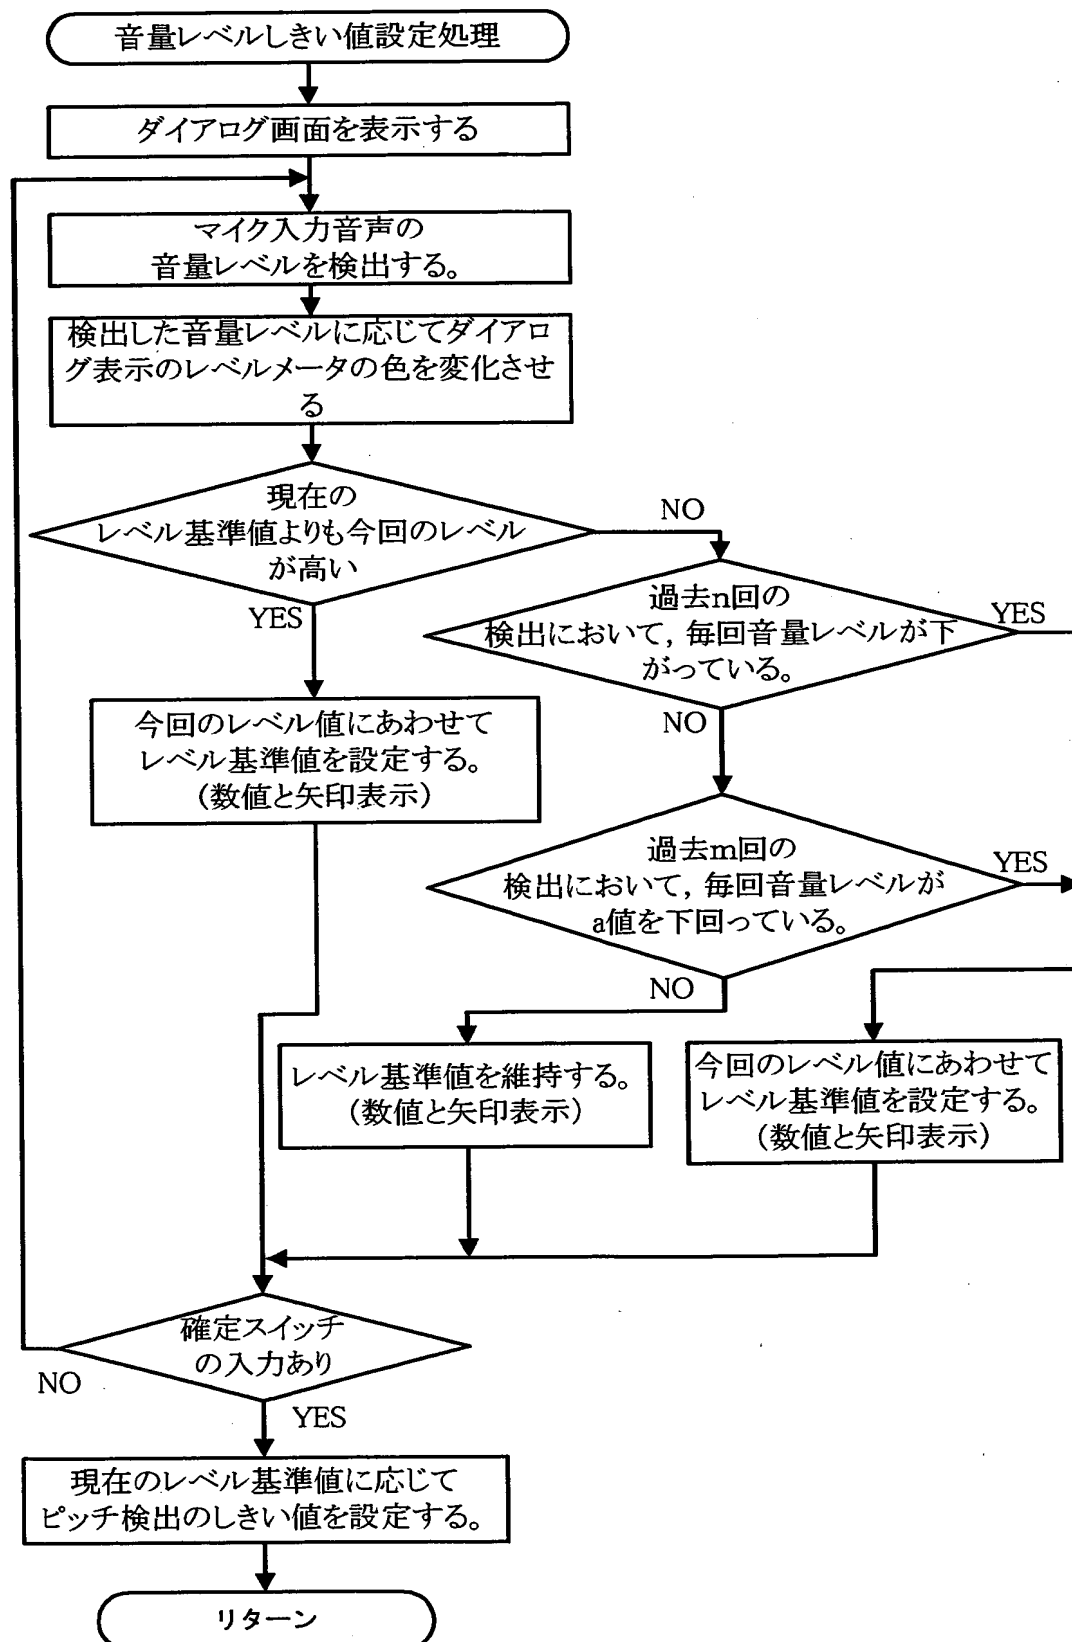 音量レベルしきい値設定処理
ダイアログ画面を表示する
マイク入力音声の
音量レベルを検出する。
検出した音量レベルに応じてダイアロ
グ表示のレベルメータの色を変化させ
る
現在の
レベル基準値よりも今回のレベル
が高い
NO
YES
過去n回の
検出において, 毎回音量レベルが下
がっている。
YES
NO
今回のレベル値にあわせて
レベル基準値を設定する。
(数値と矢印表示)
過去m回の
検出において, 毎回音量レベルが
a値を下回っている。
YES
NO
レベル基準値を維持する。
(数値と矢印表示)
今回のレベル値にあわせて
レベル基準値を設定する。
(数値と矢印表示)
確定スイッチ
の入力あり
NO
YES
現在のレベル基準値に応じて
ピッチ検出のしきい値を設定する。
リターン